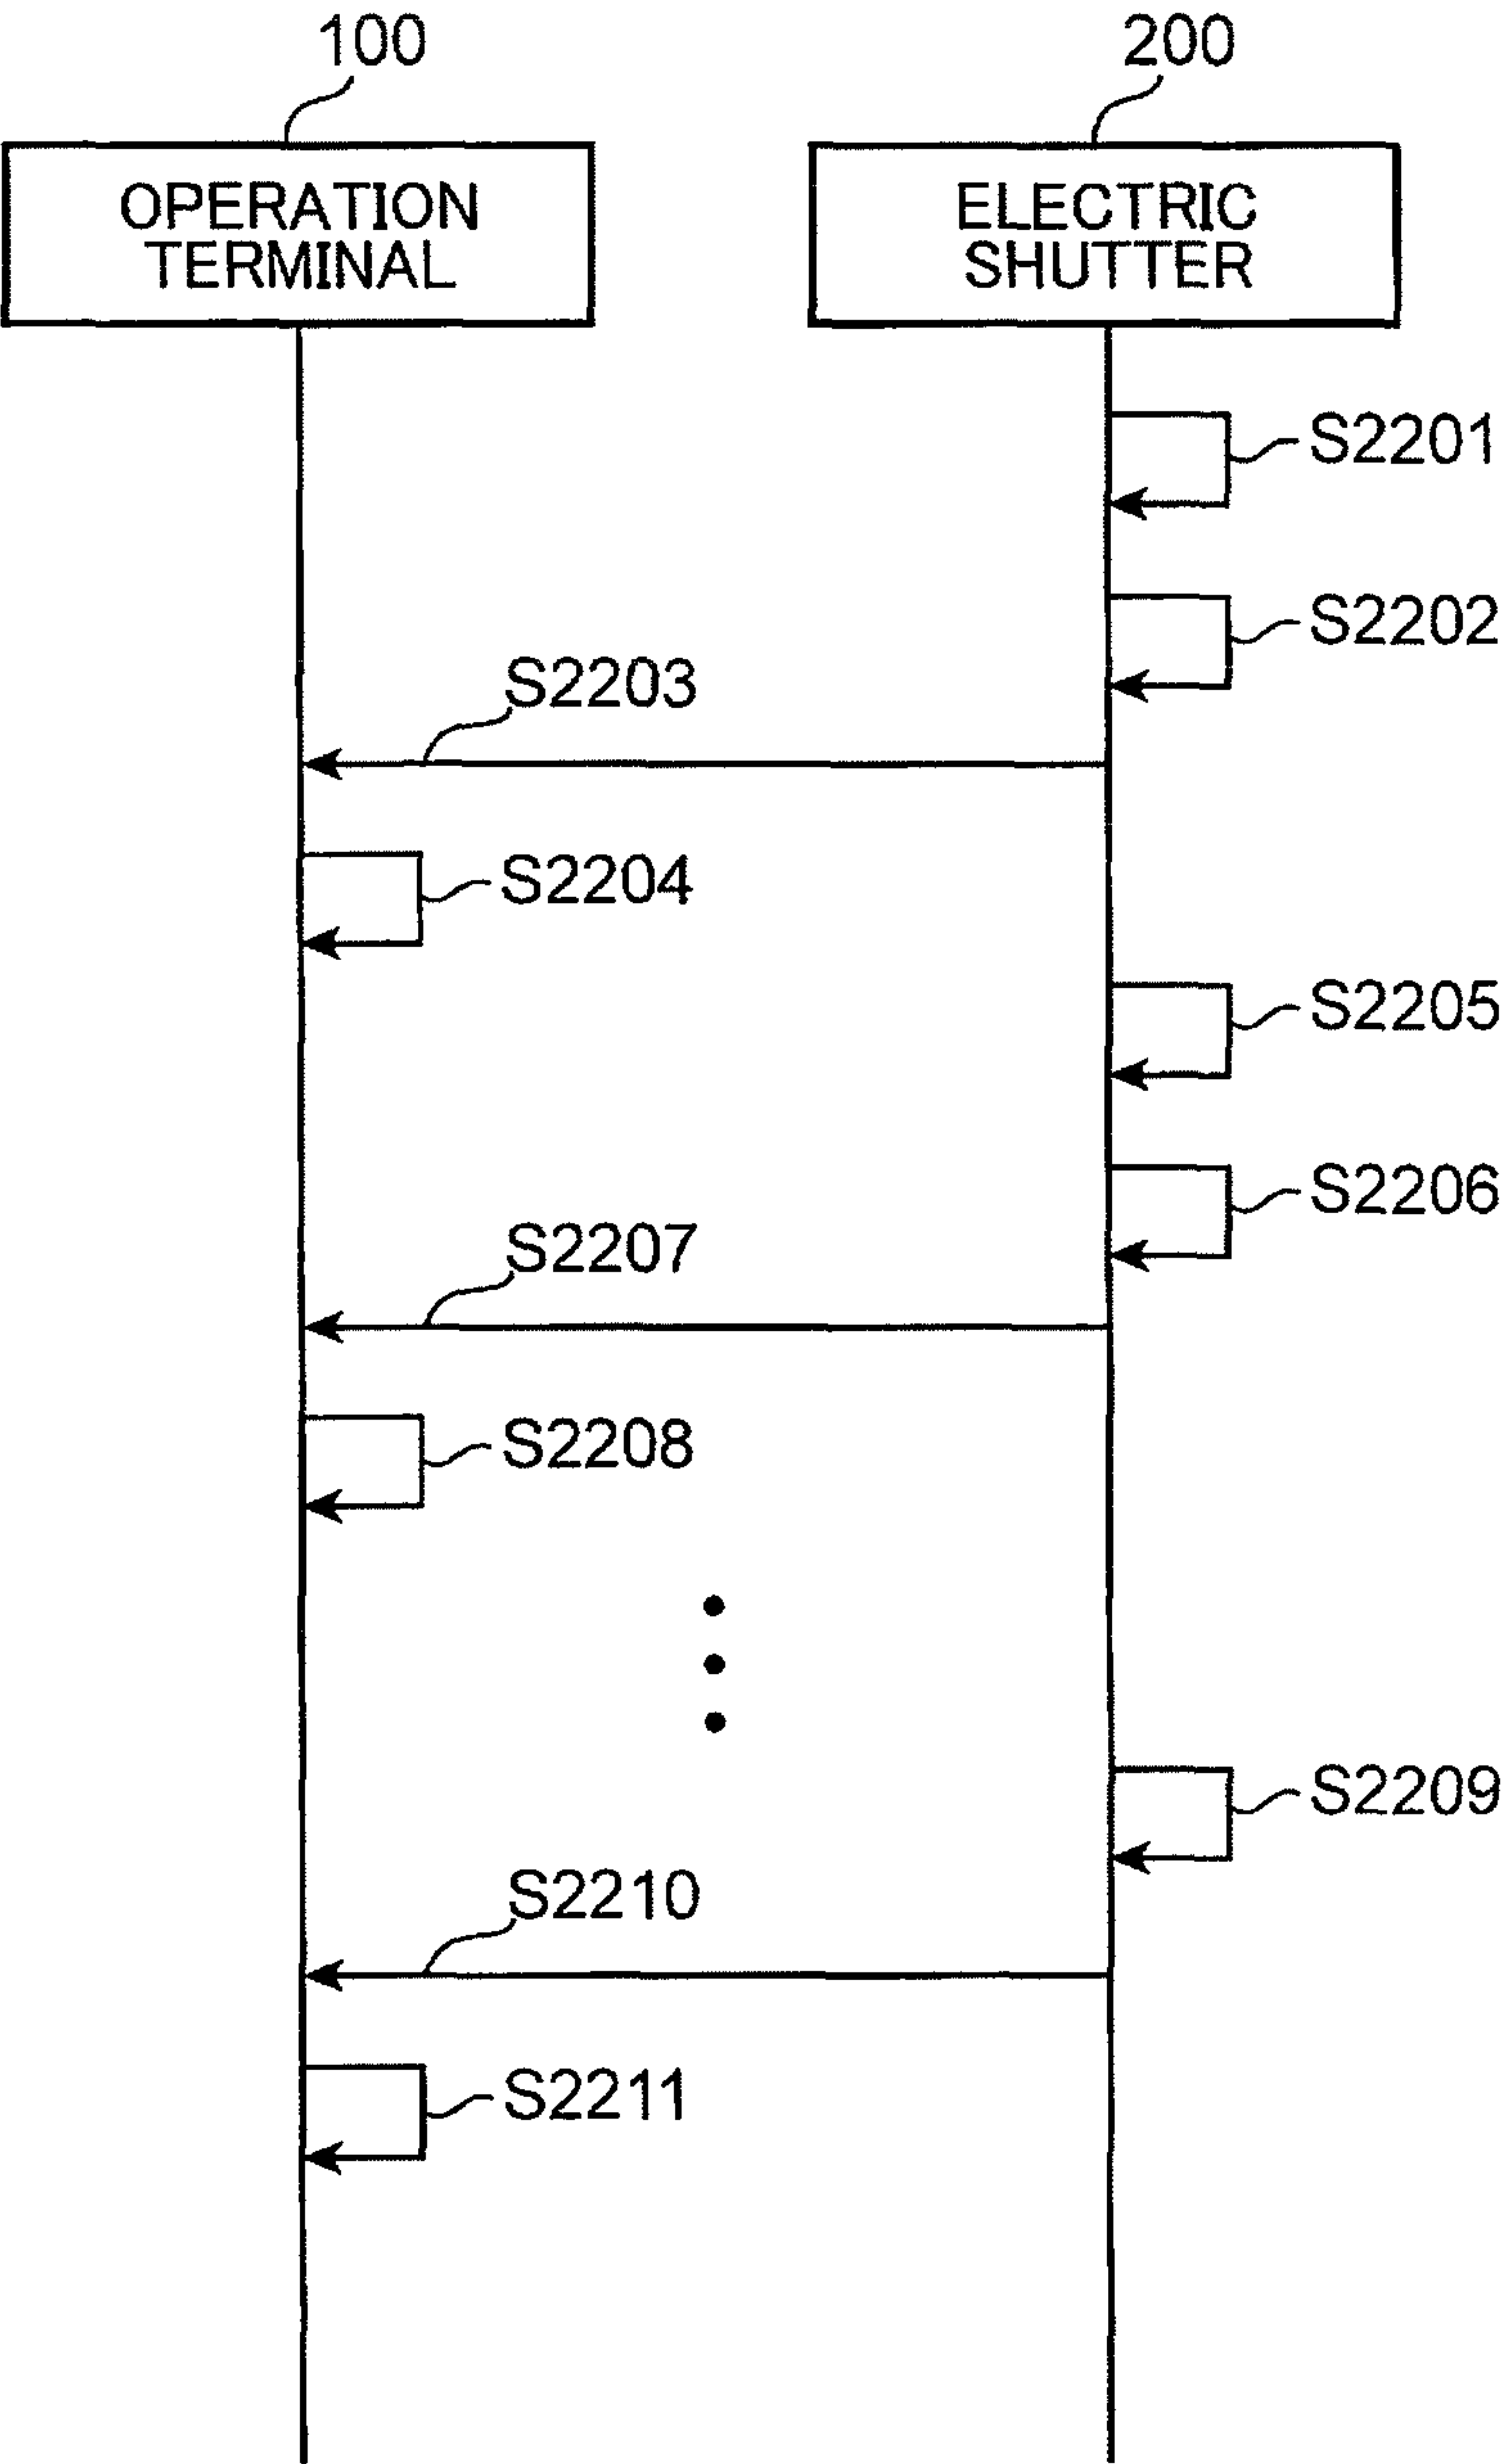 100
200
OPERATION
TERMINAL
ELECTRIC
SHUTTER
S2201
S2202
S2203
S2204
S2205
S2206
S2207
S2208
S2209
S2210
S2211